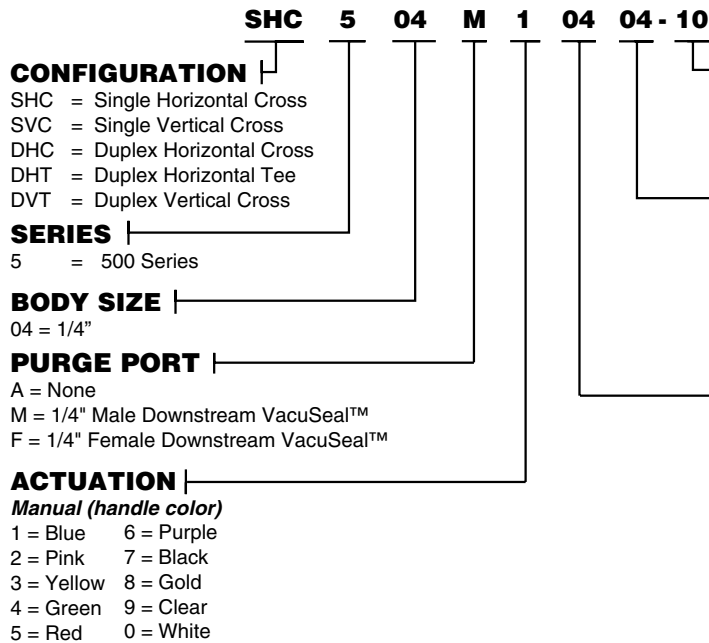 SHC 5 04 M 1 04 04 - 10
CONFIGURATION
SHC = Single Horizontal Cross
SVC = Single Vertical Cross
DHC = Duplex Horizontal Cross
DHT = Duplex Horizontal Tee
DVT = Duplex Vertical Cross
SERIES
5 = 500 Series
BODY SIZE
04 = 1/4”
PURGE PORT
A = None
M = 1/4" Male Downstream VacuSeal™
F = 1/4" Female Downstream VacuSeal™
ACTUATION
Manual (handle color)
1 = Blue 6 = Purple
2 = Pink 7 = Black
3 = Yellow 8 = Gold
4 = Green 9 = Clear
5 = Red 0 = White